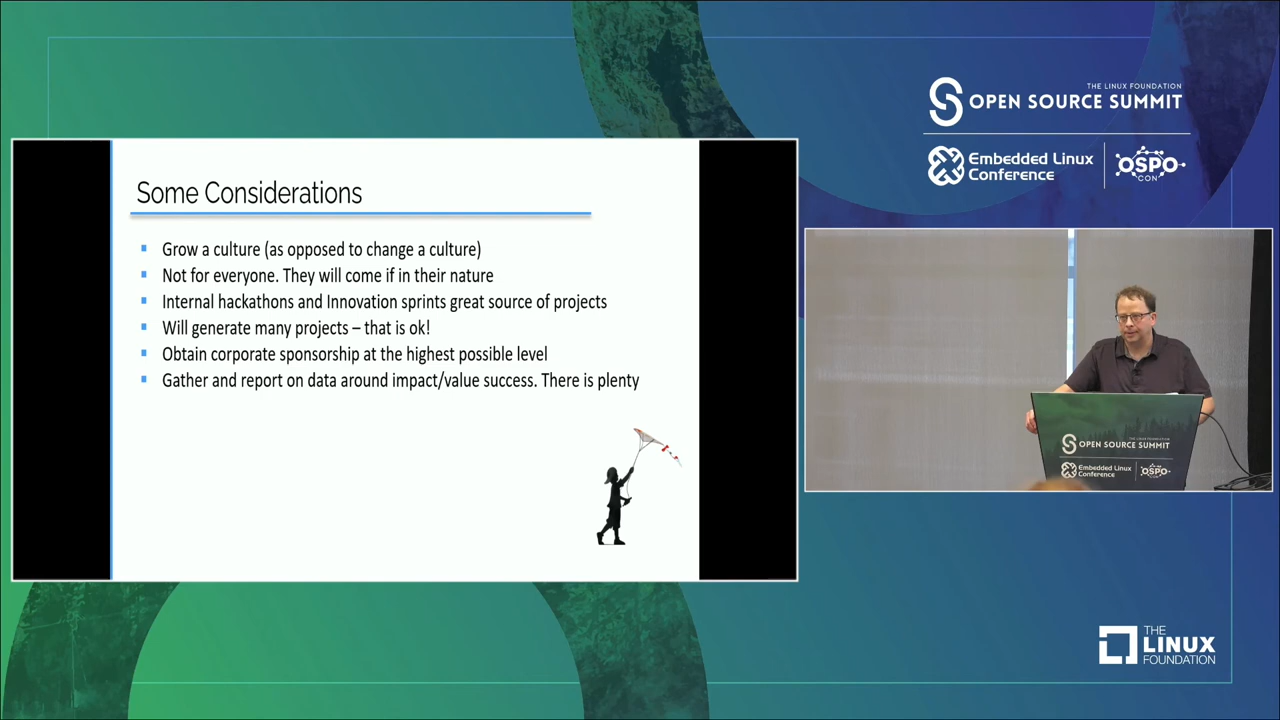 Some Considerations
Grow a culture (as opposed to change a culture)
Not for everyone. They will come if in their nature
Internal hackathons and Innovation sprints great source of projects
Will generate many projects – that is ok!
Obtain corporate sponsorship at the highest possible level
Gather and report on data around impact/value success. There is plenty
THE LINUX FOUNDATION
OPEN SOURCE SUMMIT
Embedded Linux
Conference
OSPO
CON
OPEN SOURCE SUMMIT
Embedded Linux
Conference
OSPO
THE
LINUX
FOUNDATION